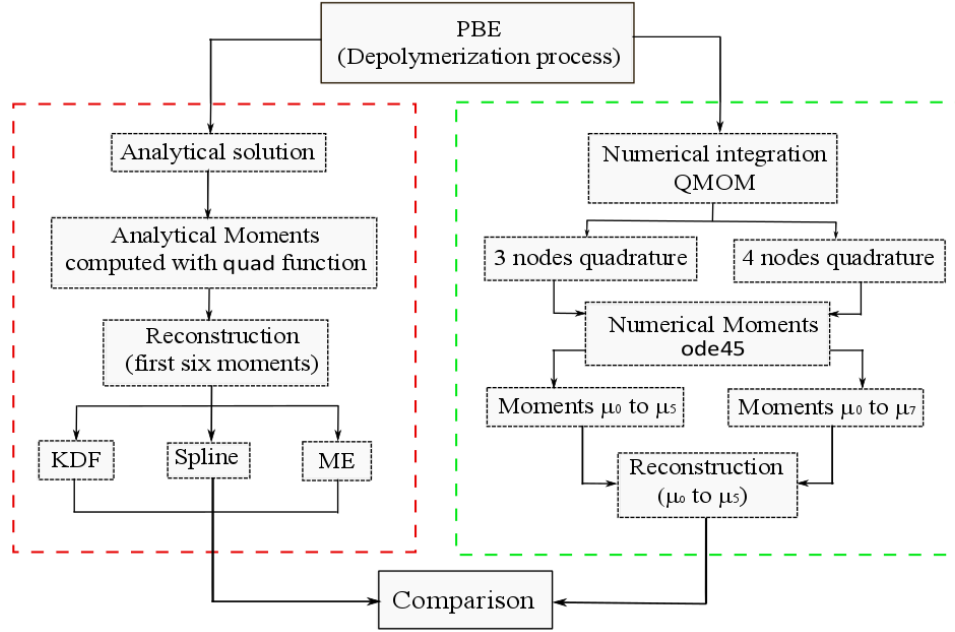 PBE
(Depolymerization process)
Analytical solution
Analytical Moments
computed with quad function
Reconstruction
(first six moments)
KDF
Spline
ME
Numerical integration
QMOM
3 nodes quadrature
4 nodes quadrature
Numerical Moments
ode45
Moments μ₀ to μ₅
Moments μ₀ to μ₇
Reconstruction
(μ₀ to μ₅)
Comparison